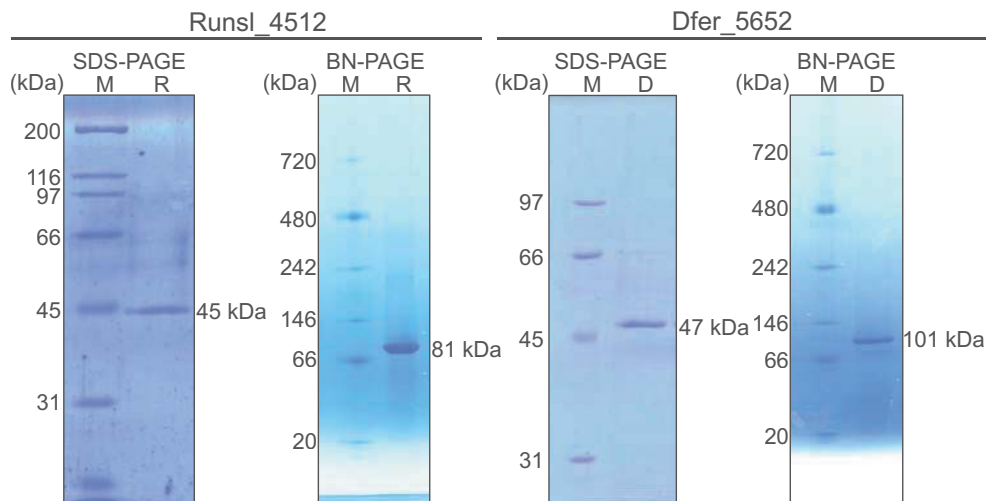 Runsl_4512
Dfer_5652
SDS-PAGE
(kDa) M R
200
116
97
66
45
31
45 kDa
BN-PAGE
(kDa) M R
720
480
242
146
66
20
81 kDa
SDS-PAGE
(kDa) M D
97
66
45
31
47 kDa
BN-PAGE
(kDa) M D
720
480
242
146
66
20
101 kDa